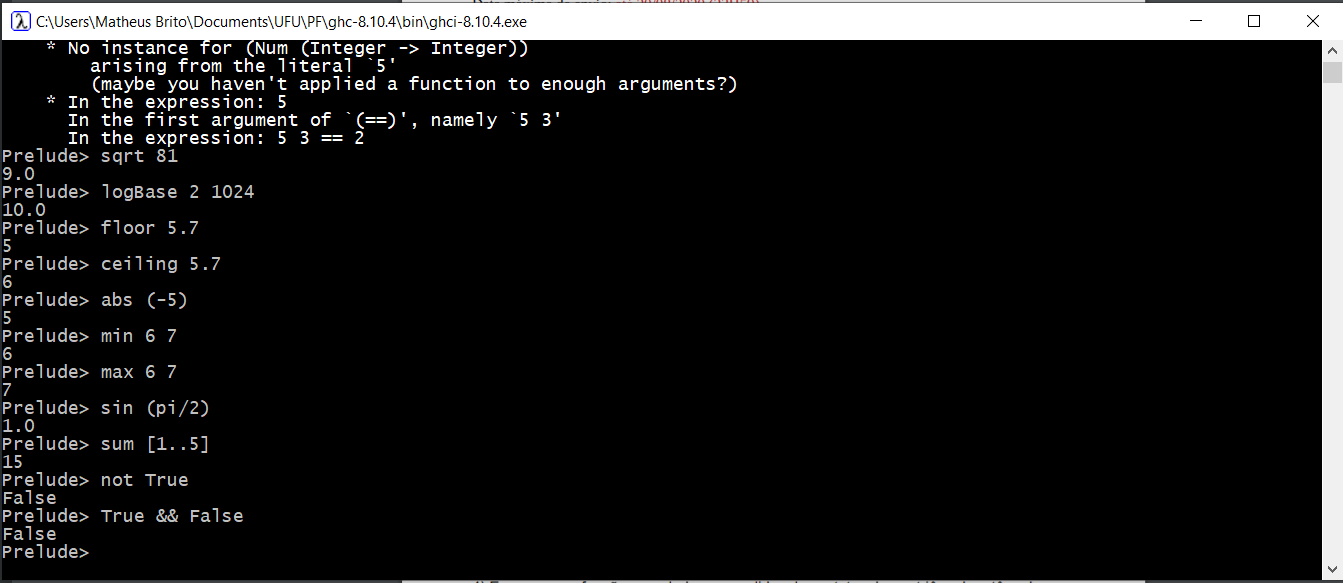 C:\Users\Matheus Brito\Documents\UFU\PF\ghc-8.10.4\bin\ghci-8.10.4.exe
* No instance for (Num (Integer -> Integer))
arising from the literal `5'
(maybe you haven't applied a function to enough arguments?)
* In the expression: 5
In the first argument of `(==)', namely `5 3'
In the expression: 5 3 == 2
Prelude> sqrt 81
9.0
Prelude> logBase 2 1024
10.0
Prelude> floor 5.7
5
Prelude> ceiling 5.7
6
Prelude> abs (-5)
5
Prelude> min 6 7
6
Prelude> max 6 7
7
Prelude> sin (pi/2)
1.0
Prelude> sum [1..5]
15
Prelude> not True
False
Prelude> True && False
False
Prelude>